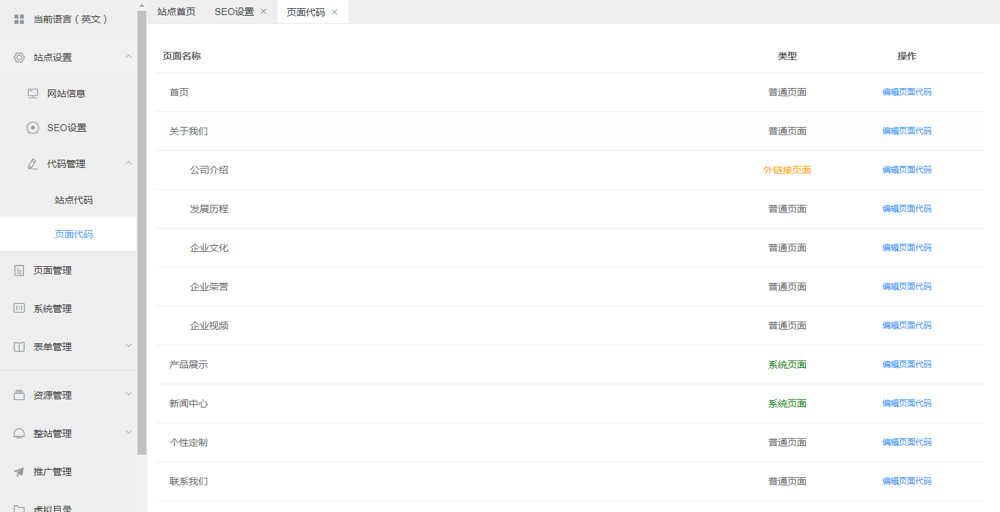 当前语言（英文）
站点设置
网站信息
SEO设置
代码管理
站点代码
页面代码
页面管理
系统管理
表单管理
资源管理
整站管理
推广管理
虚拟目录
站点首页 SEO设置 × 页面代码 ×
页面名称 类型 操作
首页 普通页面 编辑页面代码
关于我们 普通页面 编辑页面代码
公司介绍 外链接页面 编辑页面代码
发展历程 普通页面 编辑页面代码
企业文化 普通页面 编辑页面代码
企业荣誉 普通页面 编辑页面代码
企业视频 普通页面 编辑页面代码
产品展示 系统页面 编辑页面代码
新闻中心 系统页面 编辑页面代码
个性定制 普通页面 编辑页面代码
联系我们 普通页面 编辑页面代码